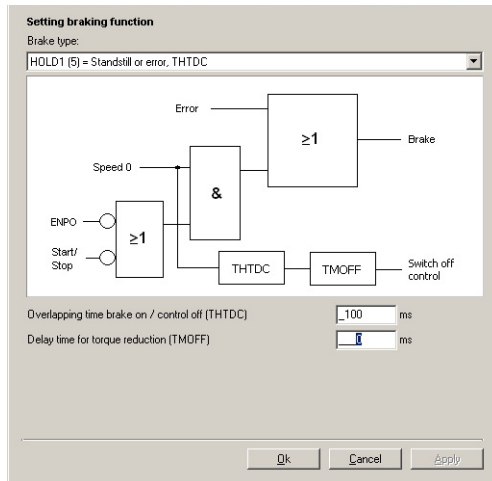 Setting braking function
Brake type:
HOLD1 (5) = Standstill or error, THTDC
Error
≥1
Brake
Speed 0
&
ENPO
≥1
Start/
Stop
THTDC
TMOFF
Switch off
control
Overlapping time brake on / control off (THTDC)
_100 ms
Delay time for torque reduction (TMOFF)
___0 ms
Ok
Cancel
Apply